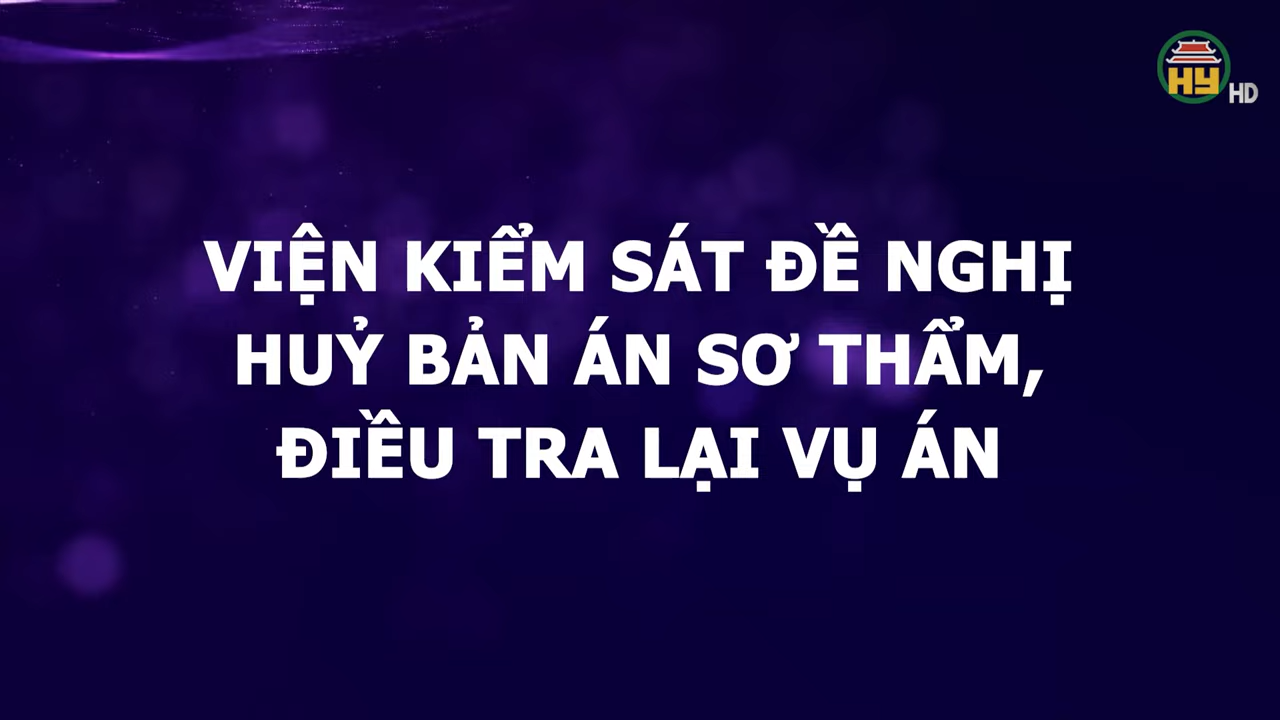 HY HD
VIỆN KIỂM SÁT ĐỀ NGHỊ
HUỶ BẢN ÁN SƠ THẨM,
ĐIỀU TRA LẠI VỤ ÁN